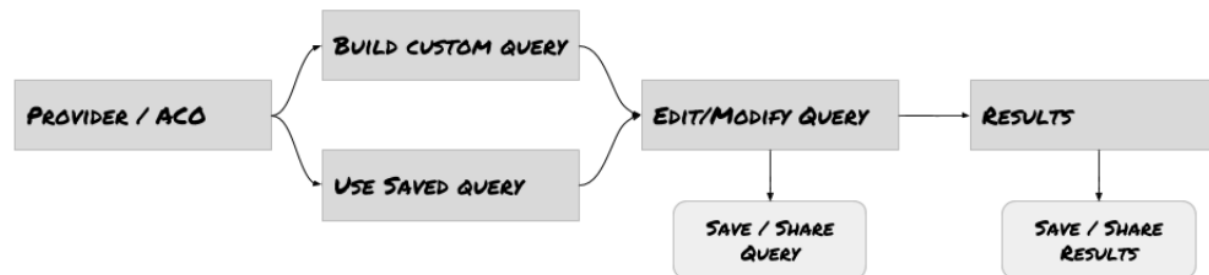 Build custom query
Provider / ACO
Edit/Modify Query
Results
Use Saved query
Save / Share
Query
Save / Share
Results